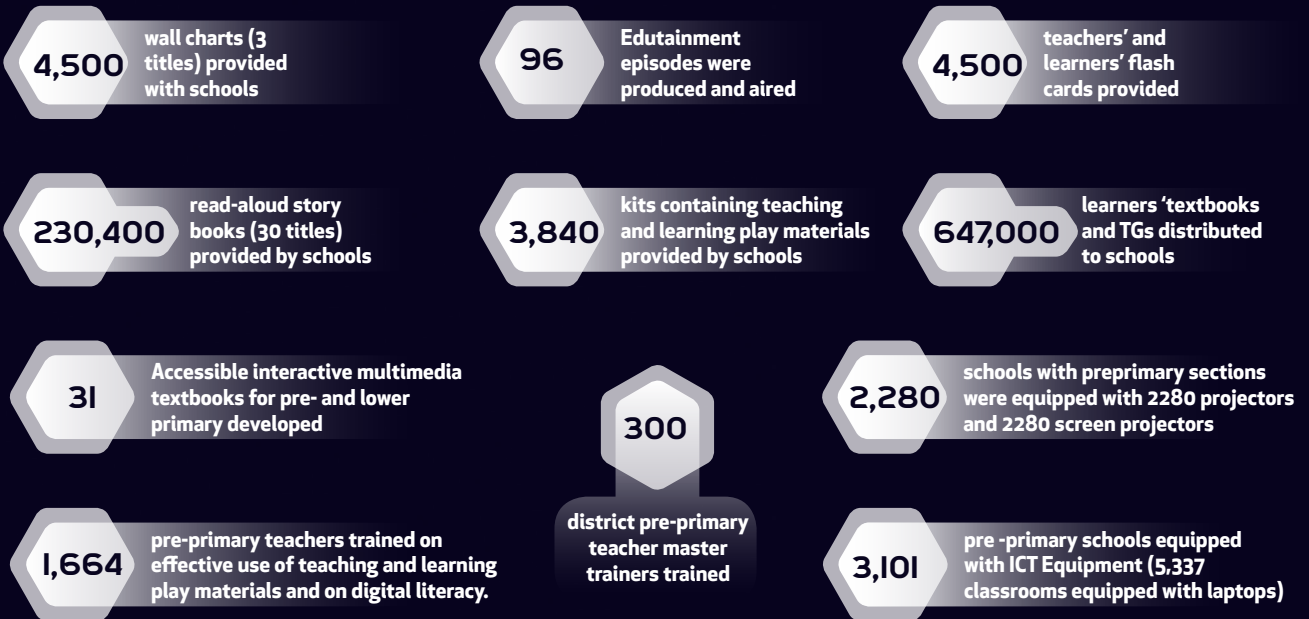 4,500
wall charts (3
titles) provided
with schools
96
Edutainment
episodes were
produced and aired
4,500
teachers’ and
learners’ flash
cards provided
230,400
read-aloud story
books (30 titles)
provided by schools
3,840
kits containing teaching
and learning play materials
provided by schools
647,000
learners ‘textbooks
and TGs distributed
to schools
31
Accessible interactive multimedia
textbooks for pre- and lower
primary developed
300
district pre-primary
teacher master
trainers trained
2,280
schools with preprimary sections
were equipped with 2280 projectors
and 2280 screen projectors
1,664
pre-primary teachers trained on
effective use of teaching and learning
play materials and on digital literacy.
3,101
pre -primary schools equipped
with ICT Equipment (5,337
classrooms equipped with laptops)